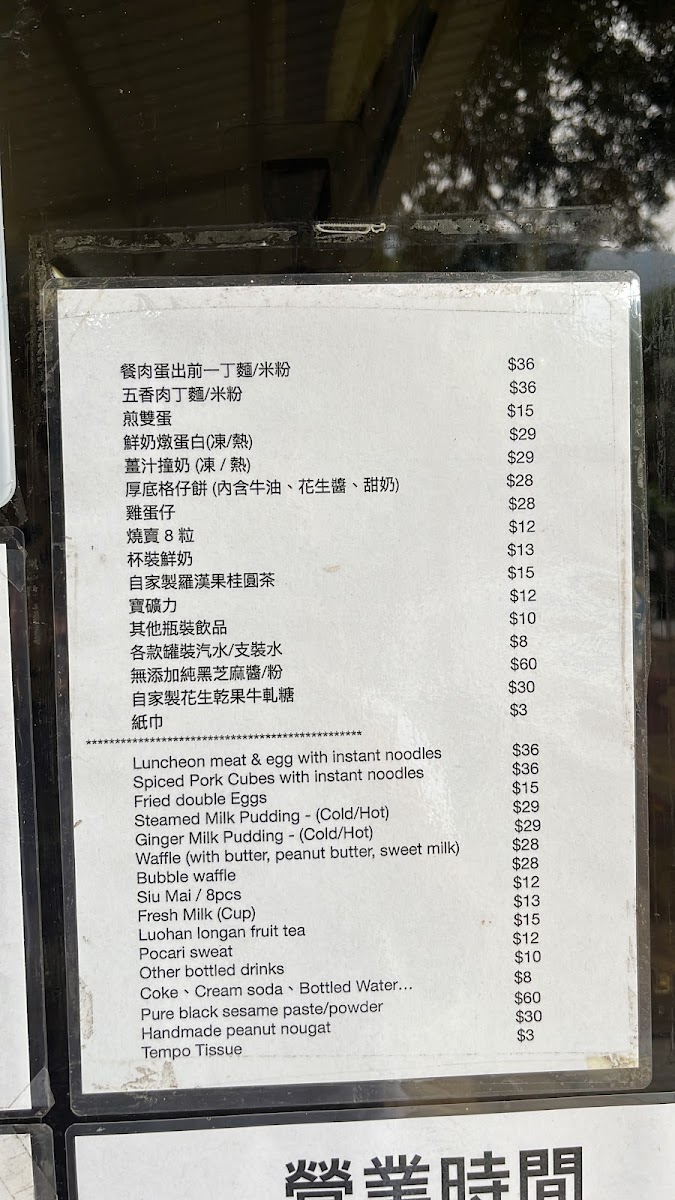 餐肉蛋出前一丁麵/米粉 $36
五香肉丁麵/米粉 $36
煎雙蛋 $15
鮮奶燉蛋白(凍/熱) $29
薑汁撞奶 (凍 / 熱) $29
厚底格仔餅 (內含牛油、花生醬、甜奶) $28
雞蛋仔 $28
燒賣 8 粒 $12
杯裝鮮奶 $13
自家製羅漢果桂圓茶 $15
寶礦力 $12
其他瓶裝飲品 $10
各款罐裝汽水/支裝水 $8
無添加純黑芝麻醬/粉 $60
自家製花生乾果牛軋糖 $30
紙巾 $3
************************************************
Luncheon meat & egg with instant noodles $36
Spiced Pork Cubes with instant noodles $36
Fried double Eggs $15
Steamed Milk Pudding - (Cold/Hot) $29
Ginger Milk Pudding - (Cold/Hot) $29
Waffle (with butter, peanut butter, sweet milk) $28
Bubble waffle $28
Siu Mai / 8pcs $12
Fresh Milk (Cup) $13
Luohan longan fruit tea $15
Pocari sweat $12
Other bottled drinks $10
Coke、Cream soda、Bottled Water… $8
Pure black sesame paste/powder $60
Handmade peanut nougat $30
Tempo Tissue $3
營業時間